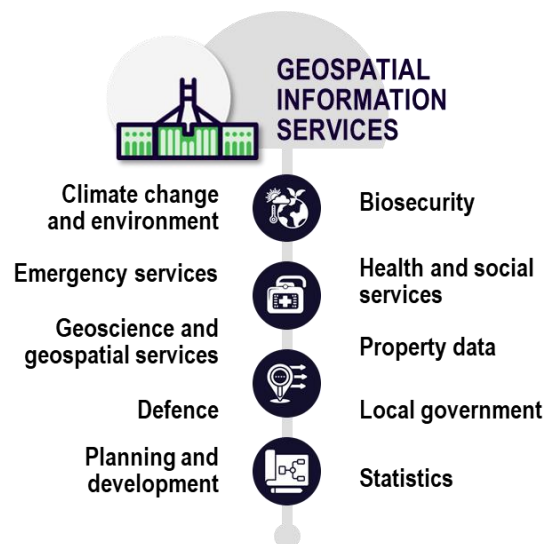 GEOSPATIAL
INFORMATION
SERVICES
Climate change
and environment
Biosecurity
Emergency services
Health and social
services
Geoscience and
geospatial services
Property data
Defence
Local government
Planning and
development
Statistics